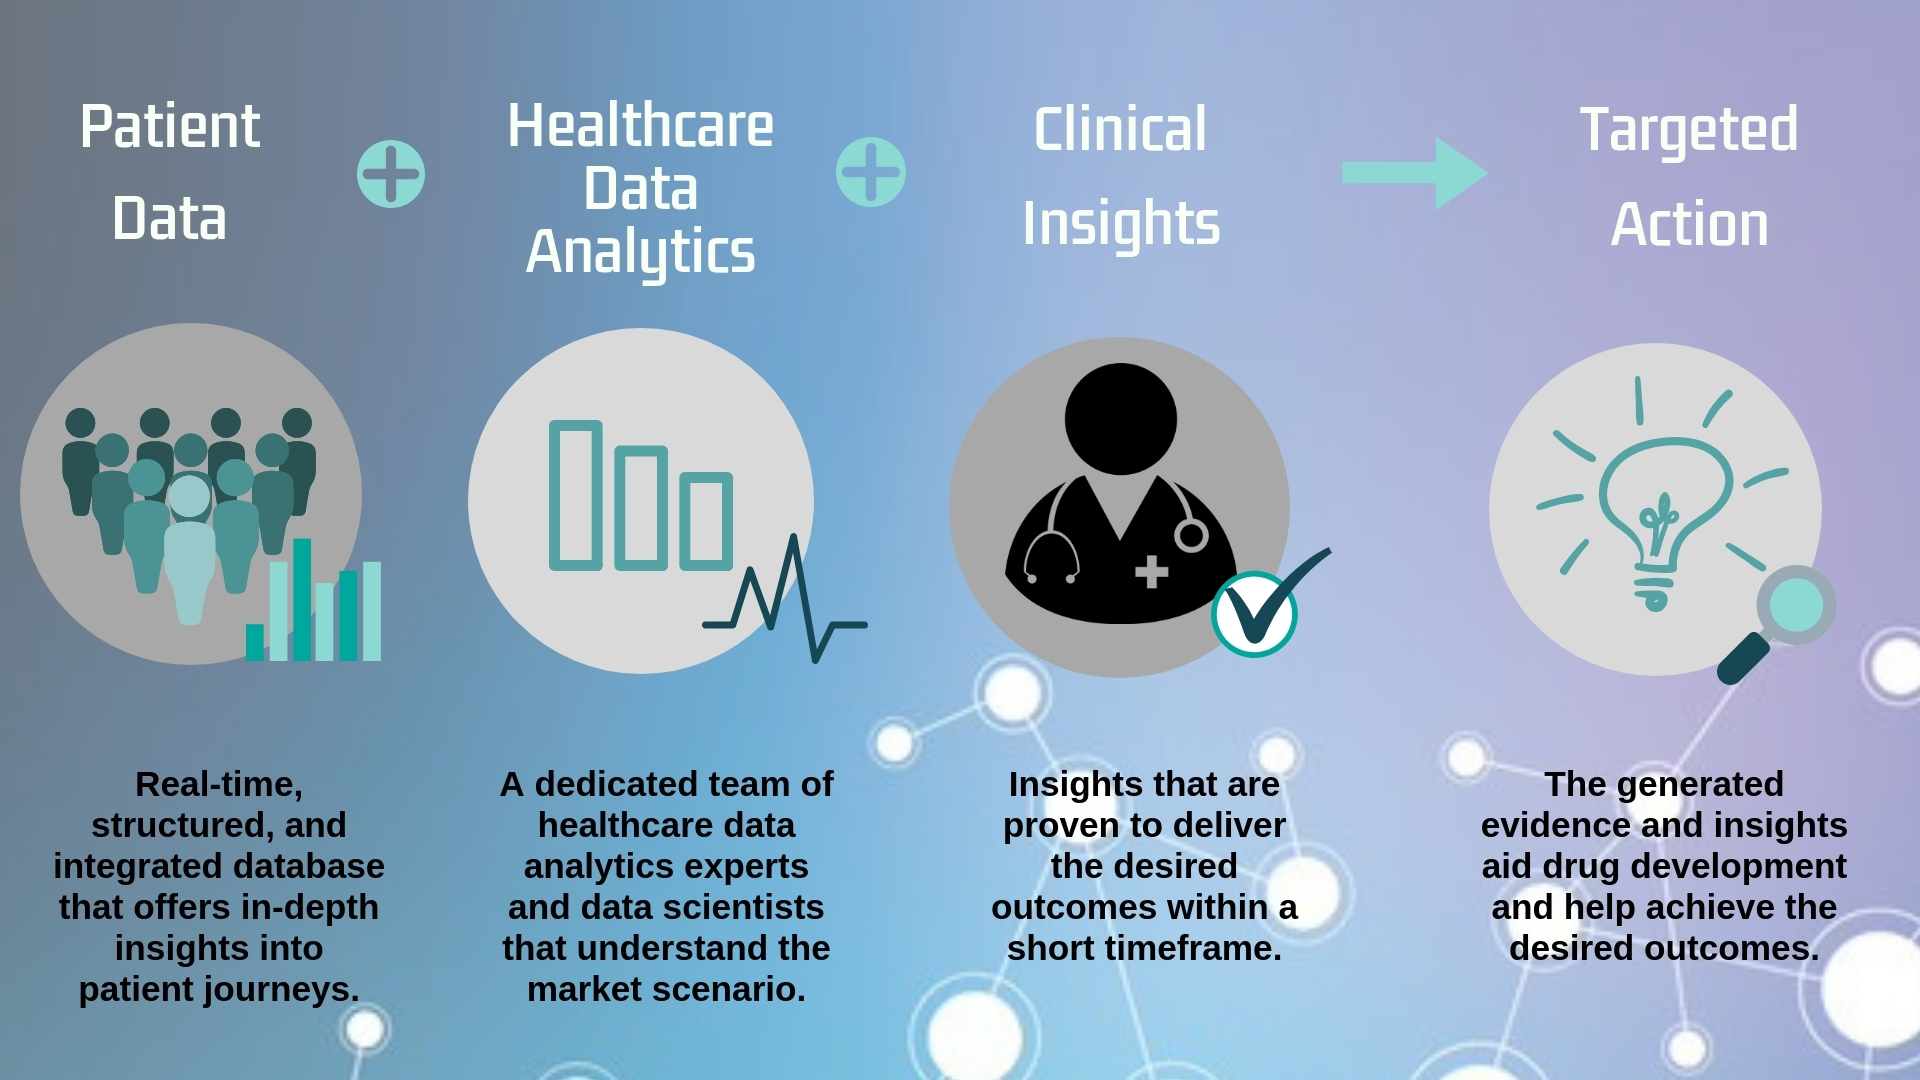 Patient
Data
Healthcare
Data
Analytics
Clinical
Insights
Targeted
Action
Real-time,
structured, and
integrated database
that offers in-depth
insights into
patient journeys.
A dedicated team of
healthcare data
analytics experts
and data scientists
that understand the
market scenario.
Insights that are
proven to deliver
the desired
outcomes within a
short timeframe.
The generated
evidence and insights
aid drug development
and help achieve the
desired outcomes.